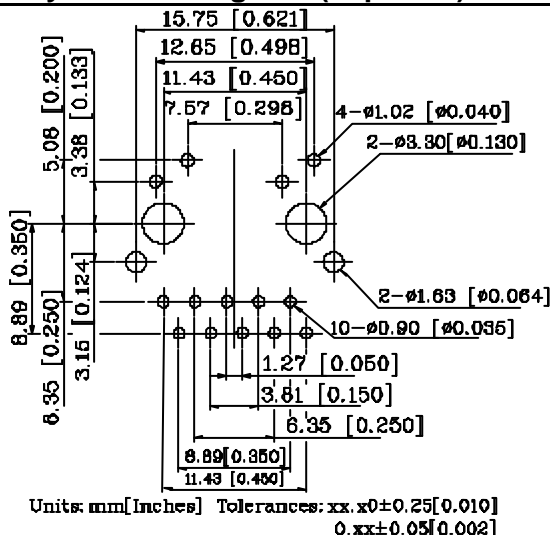 15.75 [0.621]
12.65 [0.498]
11.43 [0.450]
7.57 [0.298]
5.08 [0.200]
3.38 [0.133]
4-ø1.02 [ø0.040]
2-ø3.30[ø0.130]
8.89 [0.350]
6.35 [0.250]
3.15 [0.124]
2-ø1.63 [ø0.064]
10-ø0.90 [ø0.035]
1.27 [0.050]
3.81 [0.150]
6.35 [0.250]
8.89[0.350]
11.43 [0.450]
Units: mm[Inches] Tolerances: xx.x0±0.25[0.010]
0.xx±0.05[0.002]